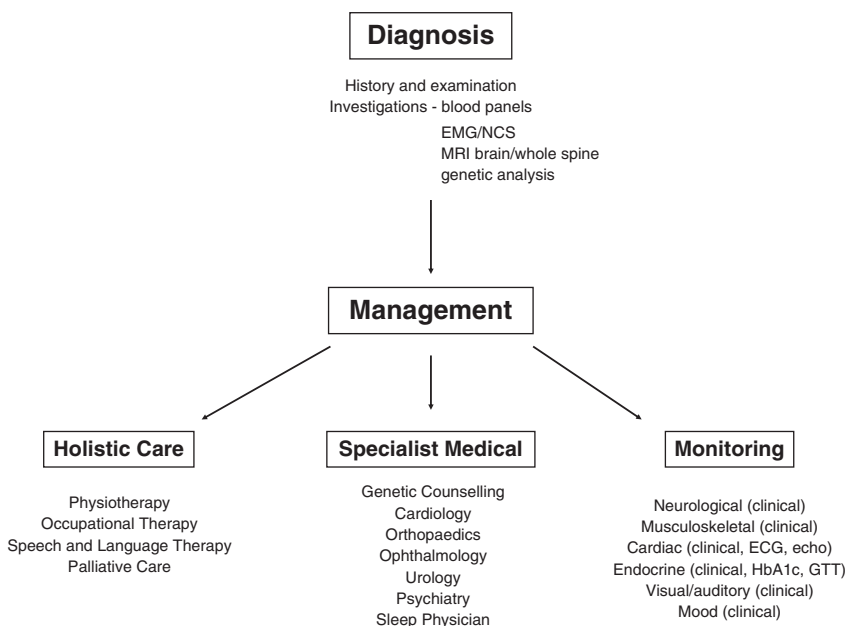 Diagnosis
History and examination
Investigations - blood panels
EMG/NCS
MRI brain/whole spine
genetic analysis
Management
Holistic Care
Physiotherapy
Occupational Therapy
Speech and Language Therapy
Palliative Care
Specialist Medical
Genetic Counselling
Cardiology
Orthopaedics
Ophthalmology
Urology
Psychiatry
Sleep Physician
Monitoring
Neurological (clinical)
Musculoskeletal (clinical)
Cardiac (clinical, ECG, echo)
Endocrine (clinical, HbA1c, GTT)
Visual/auditory (clinical)
Mood (clinical)